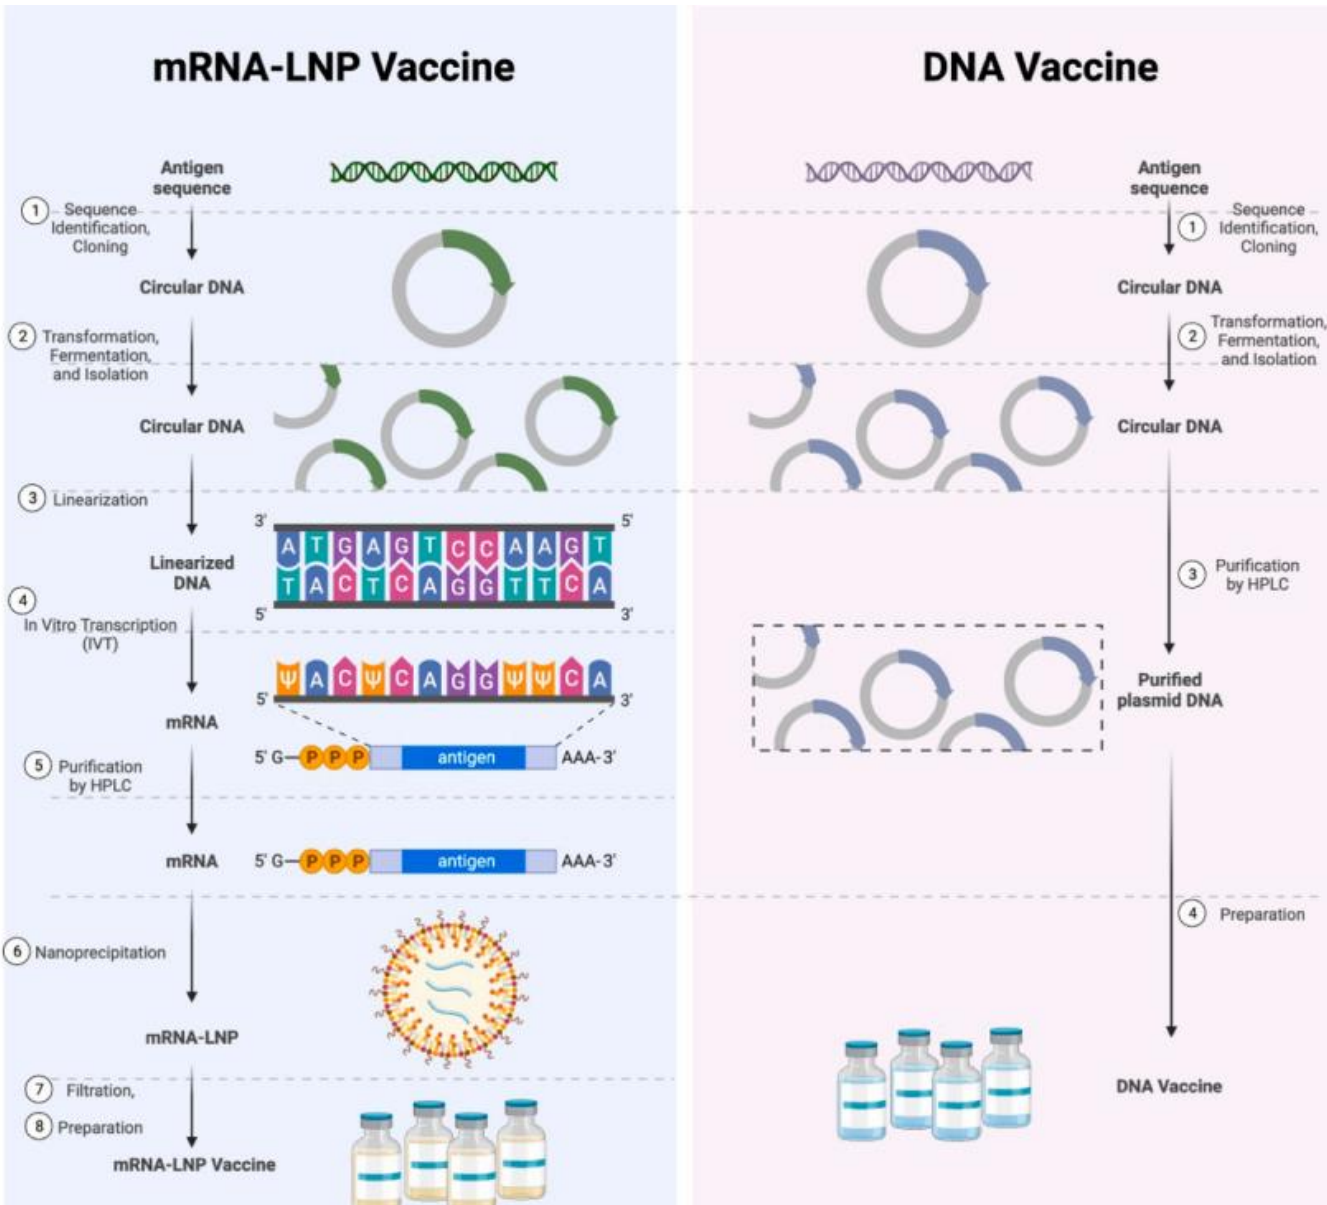 mRNA-LNP Vaccine
Antigen
sequence
1 Sequence
Identification,
Cloning
Circular DNA
2 Transformation,
Fermentation,
and Isolation
Circular DNA
3 Linearization
3' 5'
A T G A G T C C A A G T
Linearized
DNA
T A C T C A G G T T C A
5' 3'
4
In Vitro Transcription
(IVT)
Ψ A C Ψ C A G G Ψ Ψ C A
5' 3'
mRNA
5' G P P P antigen AAA-3'
5 Purification
by HPLC
mRNA 5' G P P P antigen AAA-3'
6 Nanoprecipitation
mRNA-LNP
7 Filtration,
8 Preparation
mRNA-LNP Vaccine
DNA Vaccine
Antigen
sequence
1 Sequence
Identification,
Cloning
Circular DNA
2 Transformation,
Fermentation,
and Isolation
Circular DNA
3 Purification
by HPLC
Purified
plasmid DNA
4 Preparation
DNA Vaccine